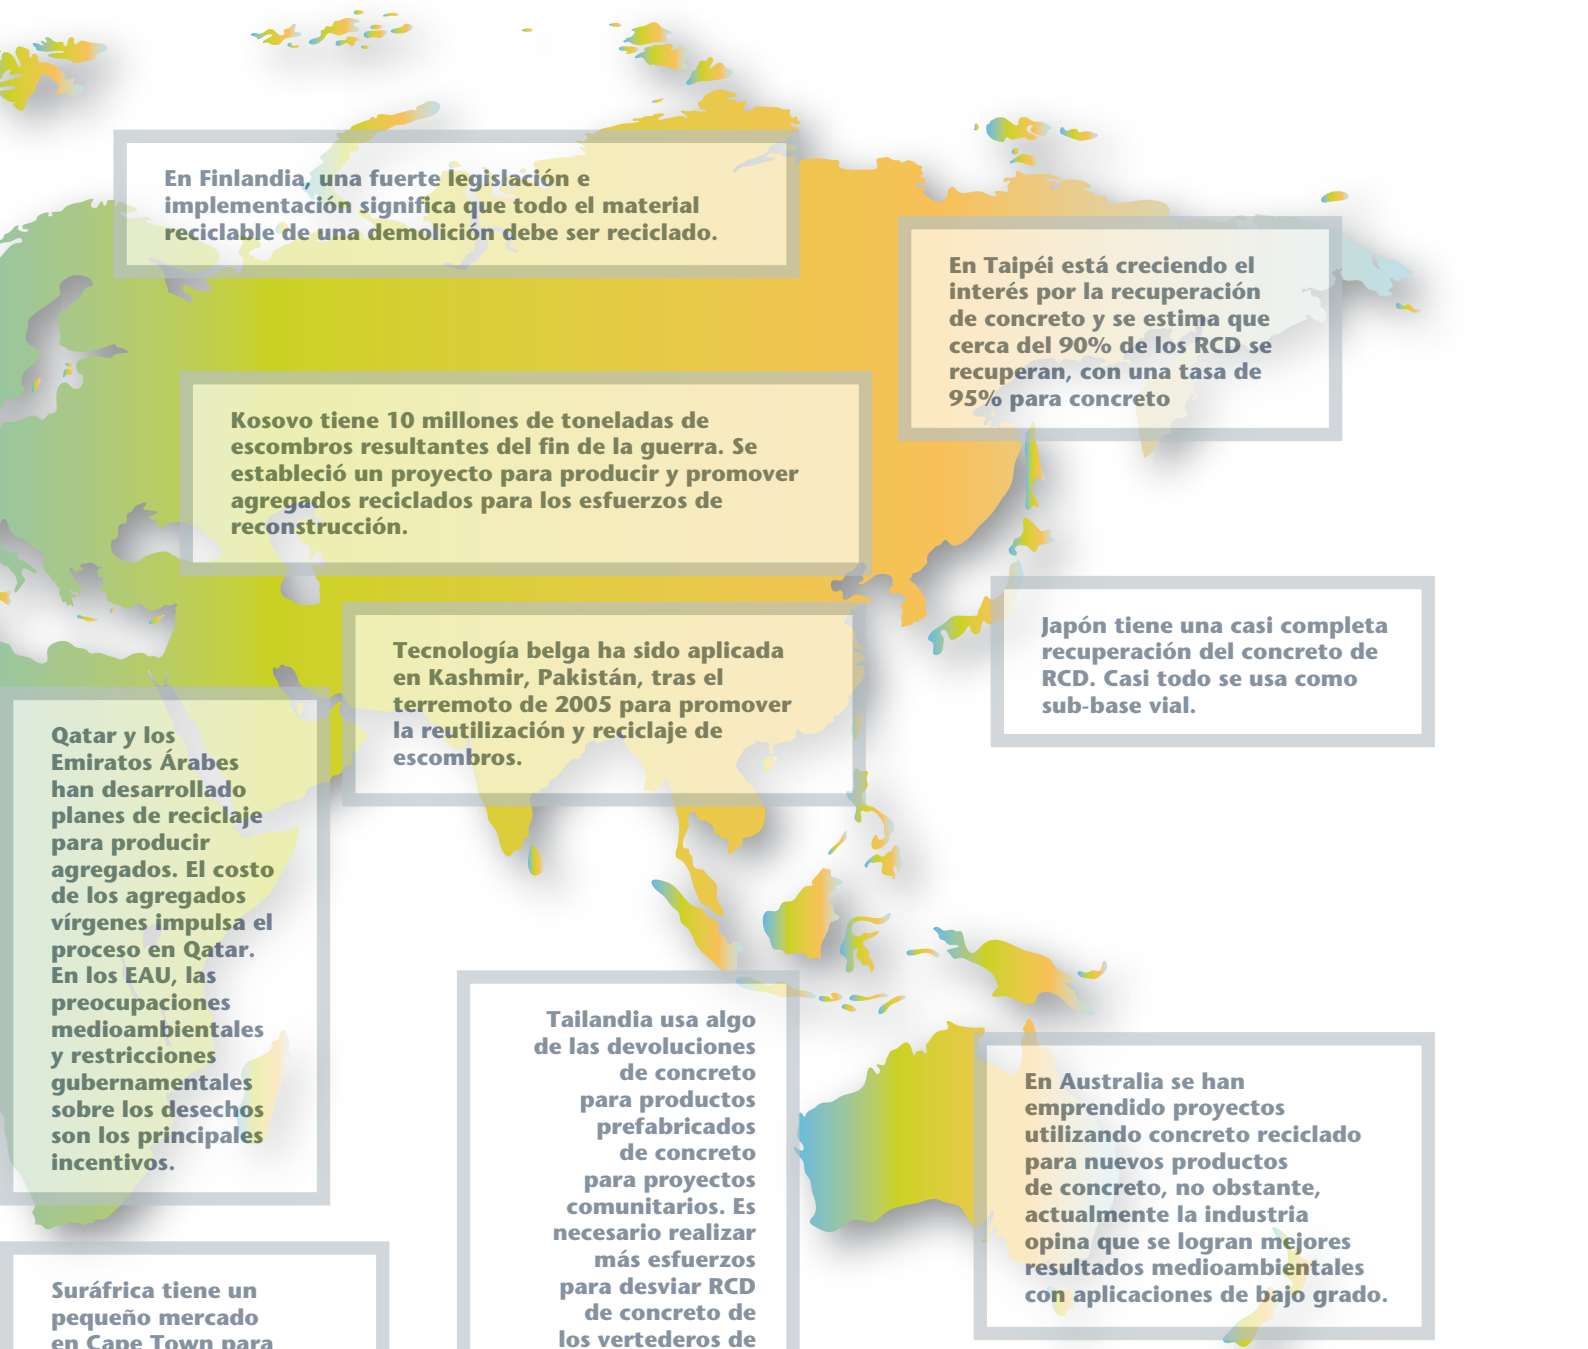 En Finlandia, una fuerte legislación e
implementación significa que todo el material
reciclable de una demolición debe ser reciclado.
En Taipéi está creciendo el
interés por la recuperación
de concreto y se estima que
cerca del 90% de los RCD se
recuperan, con una tasa de
95% para concreto
Kosovo tiene 10 millones de toneladas de
escombros resultantes del fin de la guerra. Se
estableció un proyecto para producir y promover
agregados reciclados para los esfuerzos de
reconstrucción.
Japón tiene una casi completa
recuperación del concreto de
RCD. Casi todo se usa como
sub-base vial.
Tecnología belga ha sido aplicada
en Kashmir, Pakistán, tras el
terremoto de 2005 para promover
la reutilización y reciclaje de
escombros.
Qatar y los
Emiratos Árabes
han desarrollado
planes de reciclaje
para producir
agregados. El costo
de los agregados
vírgenes impulsa el
proceso en Qatar.
En los EAU, las
preocupaciones
medioambientales
y restricciones
gubernamentales
sobre los desechos
son los principales
incentivos.
Tailandia usa algo
de las devoluciones
de concreto
para productos
prefabricados
de concreto
para proyectos
comunitarios. Es
necesario realizar
más esfuerzos
para desviar RCD
de concreto de
los vertederos de
En Australia se han
emprendido proyectos
utilizando concreto reciclado
para nuevos productos
de concreto, no obstante,
actualmente la industria
opina que se logran mejores
resultados medioambientales
con aplicaciones de bajo grado.
Suráfrica tiene un
pequeño mercado
en Cape Town para